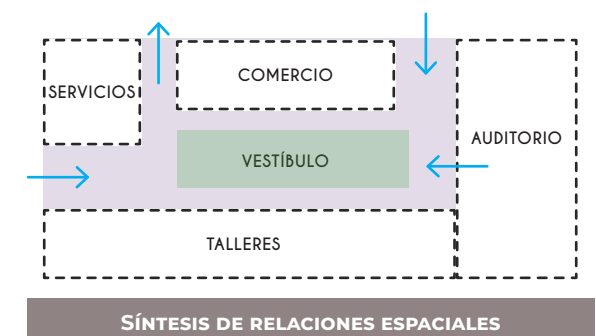 SERVICIOS
COMERCIO
AUDITORIO
VESTÍBULO
TALLERES
SÍNTESIS DE RELACIONES ESPACIALES